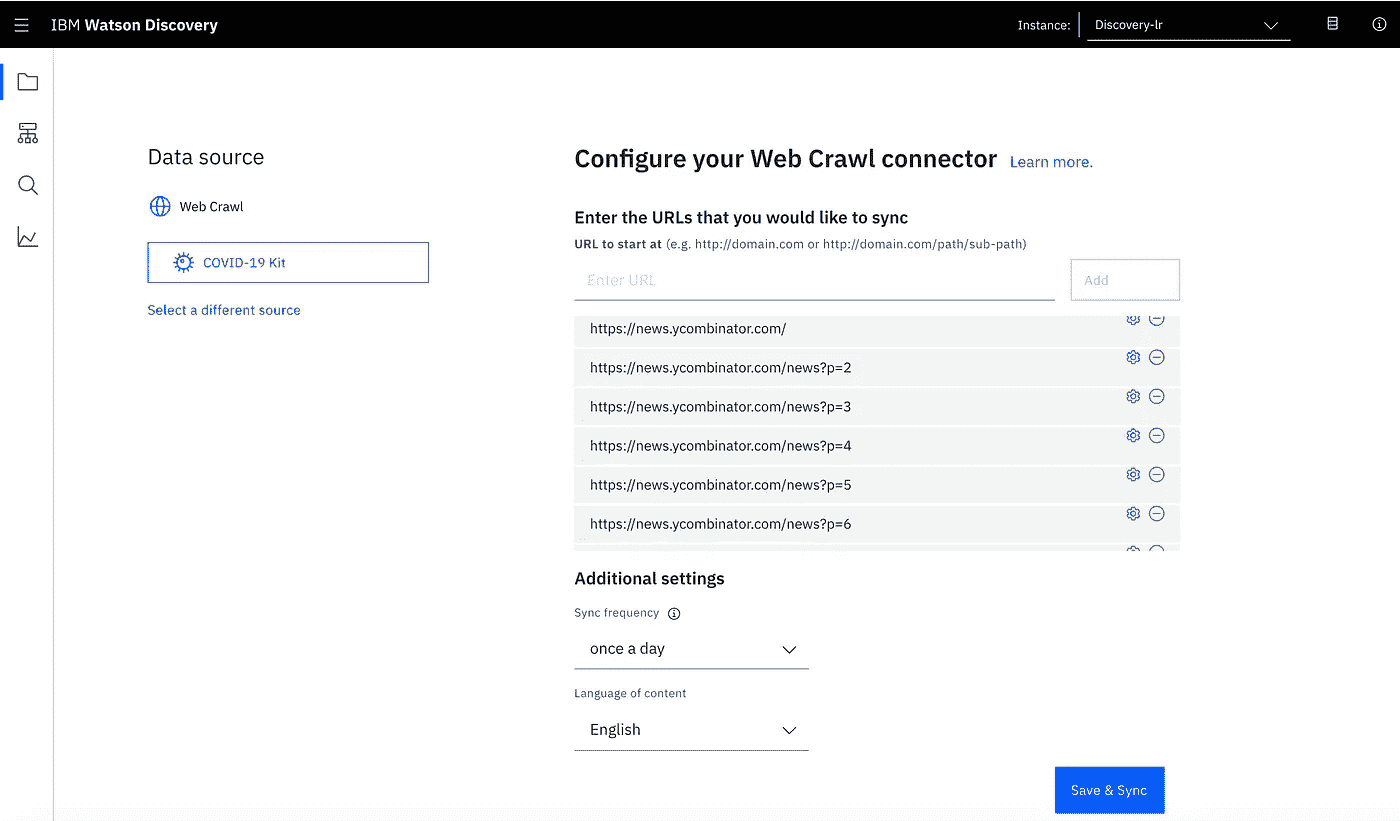 IBM Watson Discovery
Instance: Discovery-lr
Data source
Web Crawl
COVID-19 Kit
Select a different source
Configure your Web Crawl connector Learn more.
Enter the URLs that you would like to sync
URL to start at (e.g. http://domain.com or http://domain.com/path/sub-path)
Enter URL
Add
https://news.ycombinator.com/
https://news.ycombinator.com/news?p=2
https://news.ycombinator.com/news?p=3
https://news.ycombinator.com/news?p=4
https://news.ycombinator.com/news?p=5
https://news.ycombinator.com/news?p=6
Additional settings
Sync frequency
once a day
Language of content
English
Save & Sync